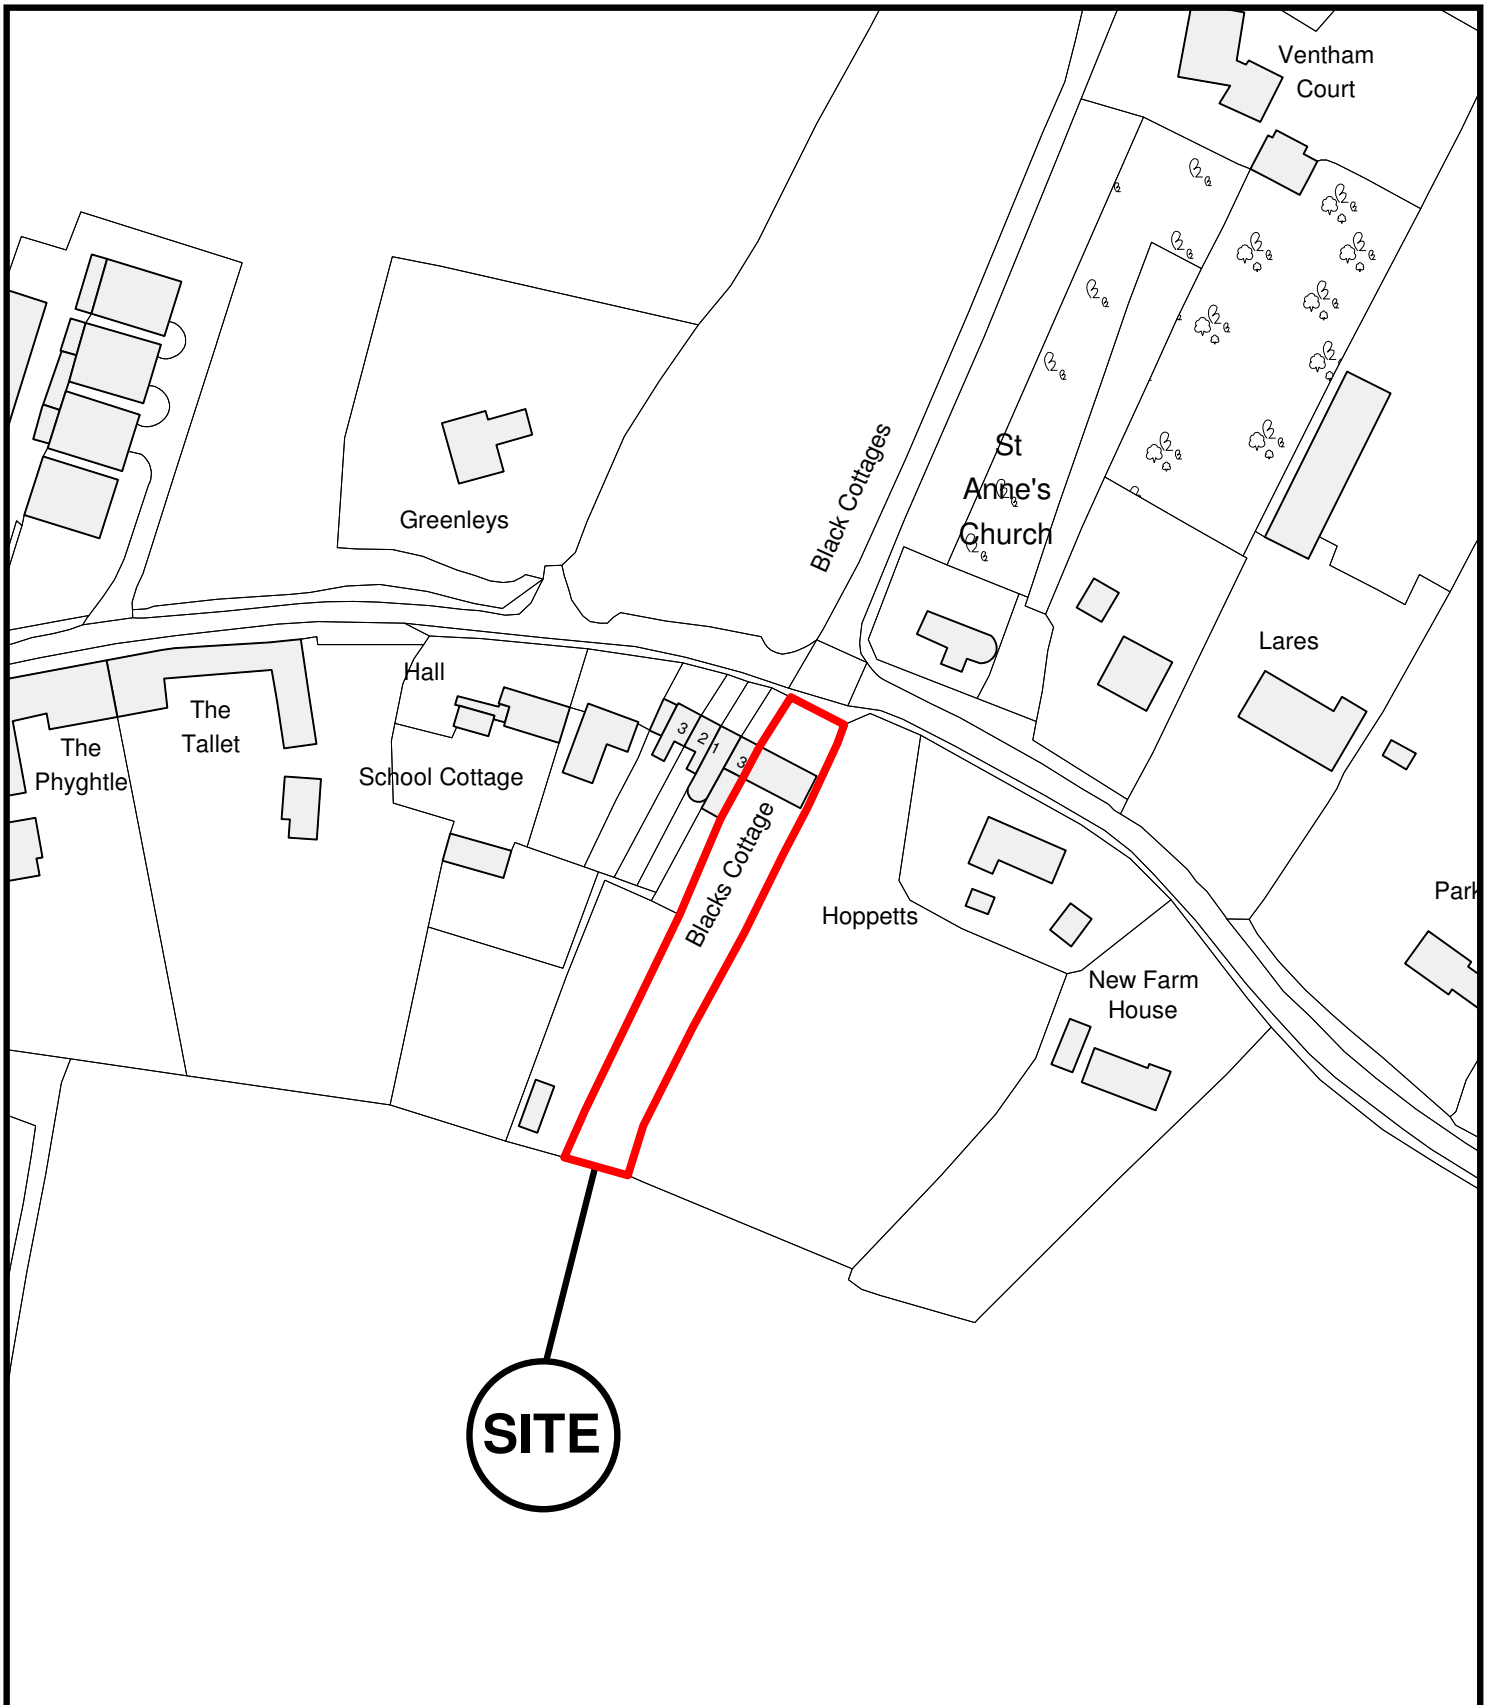 Ventham
Court
Black Cottages
St
Anne's
Church
Greenleys
Lares
Hall
The
Tallet
The
Phyghtle
School Cottage
3
2
1
3
Blacks Cottage
Hoppetts
Park
New Farm
House
SITE